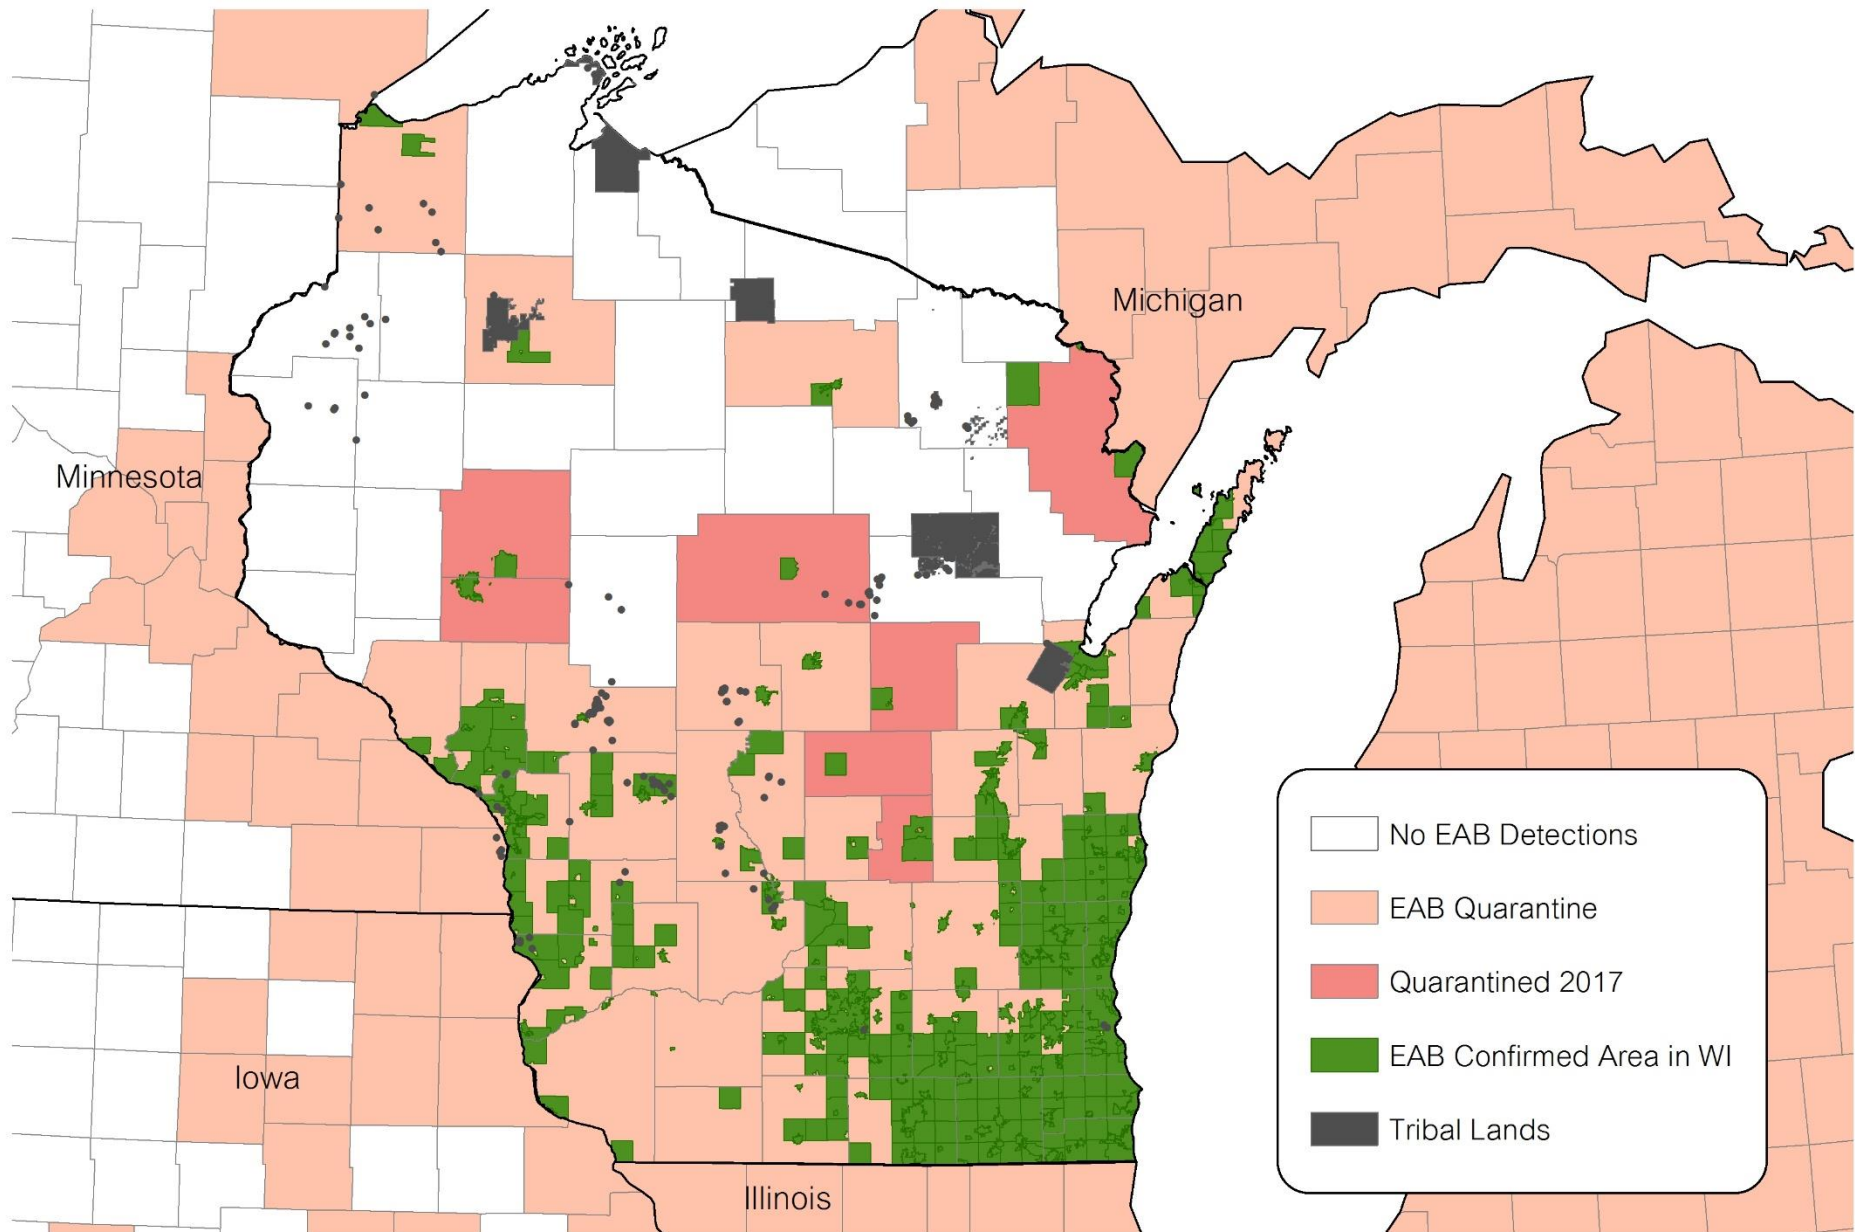 Michigan
Minnesota
No EAB Detections
EAB Quarantine
Quarantined 2017
EAB Confirmed Area in WI
Iowa
Tribal Lands
Illinois